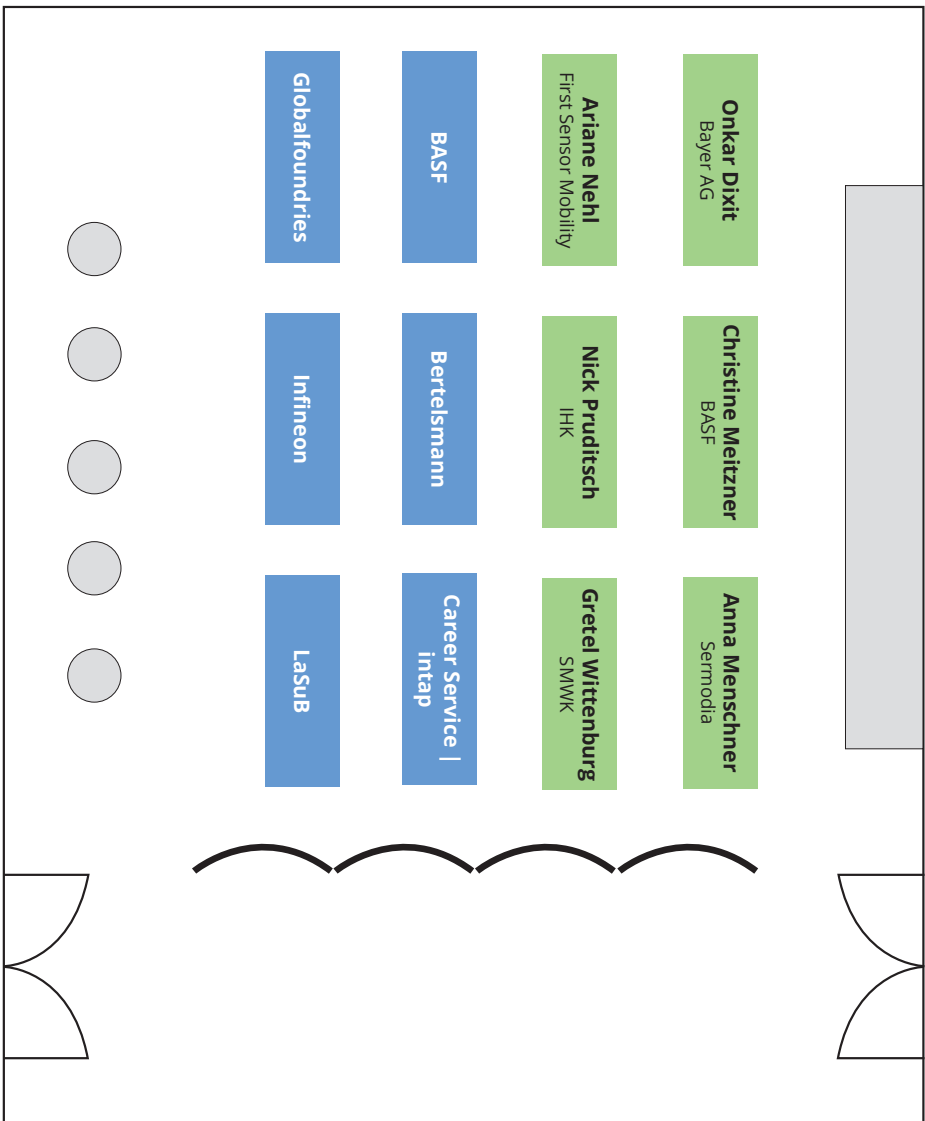 Onkar Dixit
Bayer AG
Christine Meitzner
BASF
Anna Menschner
Sermodia
Ariane Nehl
First Sensor Mobility
Nick Pruditsch
IHK
Gretel Wittenburg
SMWK
BASF
Bertelsmann
Career Service |
intap
Globalfoundries
Infineon
LaSuB